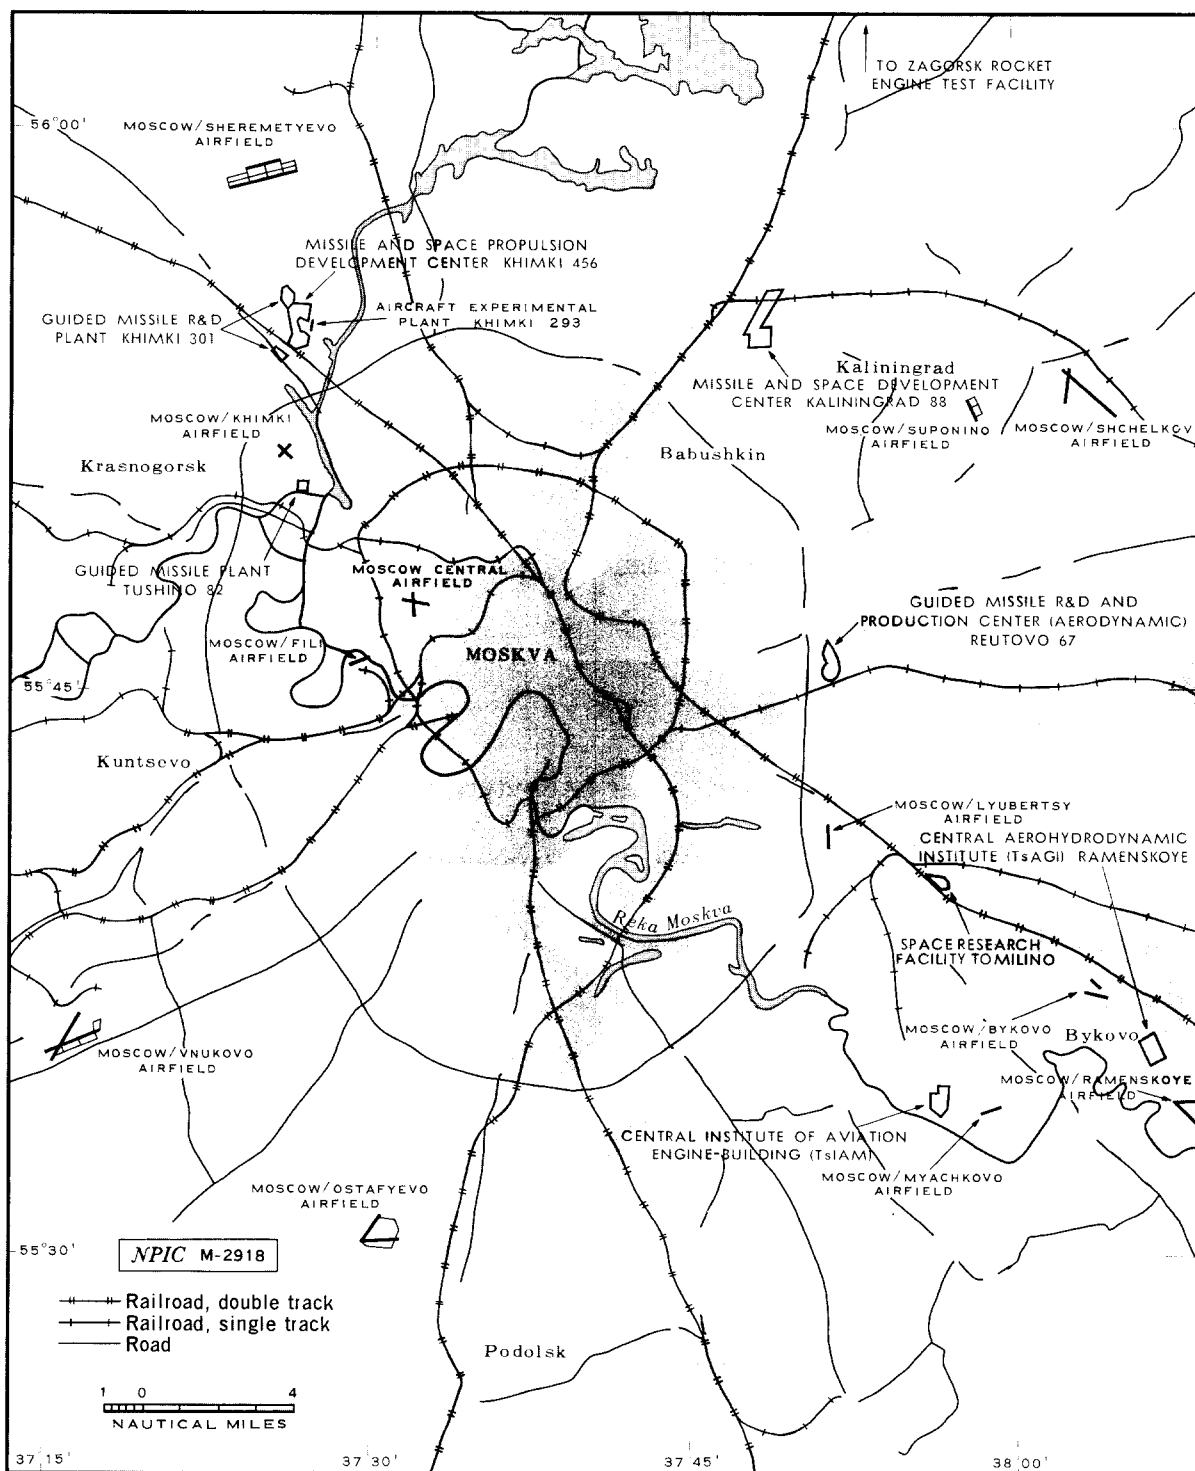 TO ZAGORSK ROCKET
ENGINE TEST FACILITY
56°00'
MOSCOW/SHEREMETYEVO
AIRFIELD
MISSILE AND SPACE PROPULSION
DEVELOPMENT CENTER KHIMKI 456
AIRCRAFT EXPERIMENTAL
PLANT KHIMKI 293
GUIDED MISSILE R&D
PLANT KHIMKI 301
Kaliningrad
MISSILE AND SPACE DEVELOPMENT
CENTER KALININGRAD 88
MOSCOW/KHIMKI
AIRFIELD
MOSCOW/SUPONINO
AIRFIELD
MOSCOW/SHCHELKOV
AIRFIELD
Krasnogorsk
Babushkin
GUIDED MISSILE PLANT
TUSHINO 82
MOSCOW CENTRAL
AIRFIELD
GUIDED MISSILE R&D AND
PRODUCTION CENTER (AERODYNAMIC)
REUTOVO 67
MOSCOW/FILI
AIRFIELD
MOSKVA
55°45'
Kuntsevo
MOSCOW/LYUBERTSY
AIRFIELD
CENTRAL AEROHYDRODYNAMIC
INSTITUTE (TsAGI) RAMENSKOYE
Reka Moskva
SPACE RESEARCH
FACILITY TOMILINO
MOSCOW/VNUKOVO
AIRFIELD
MOSCOW/BYKOVO
AIRFIELD
Bykovo
MOSCOW/RAMENSKOYE
AIRFIELD
CENTRAL INSTITUTE OF AVIATION
ENGINE-BUILDING (TsIAM)
MOSCOW/MYACHKOVO
AIRFIELD
MOSCOW/OSTAFYEVO
AIRFIELD
55°30'
NPIC M-2918
Railroad, double track
Railroad, single track
Road
Podolsk
1 0 4
NAUTICAL MILES
37°15' 37°30' 37°45' 38°00'